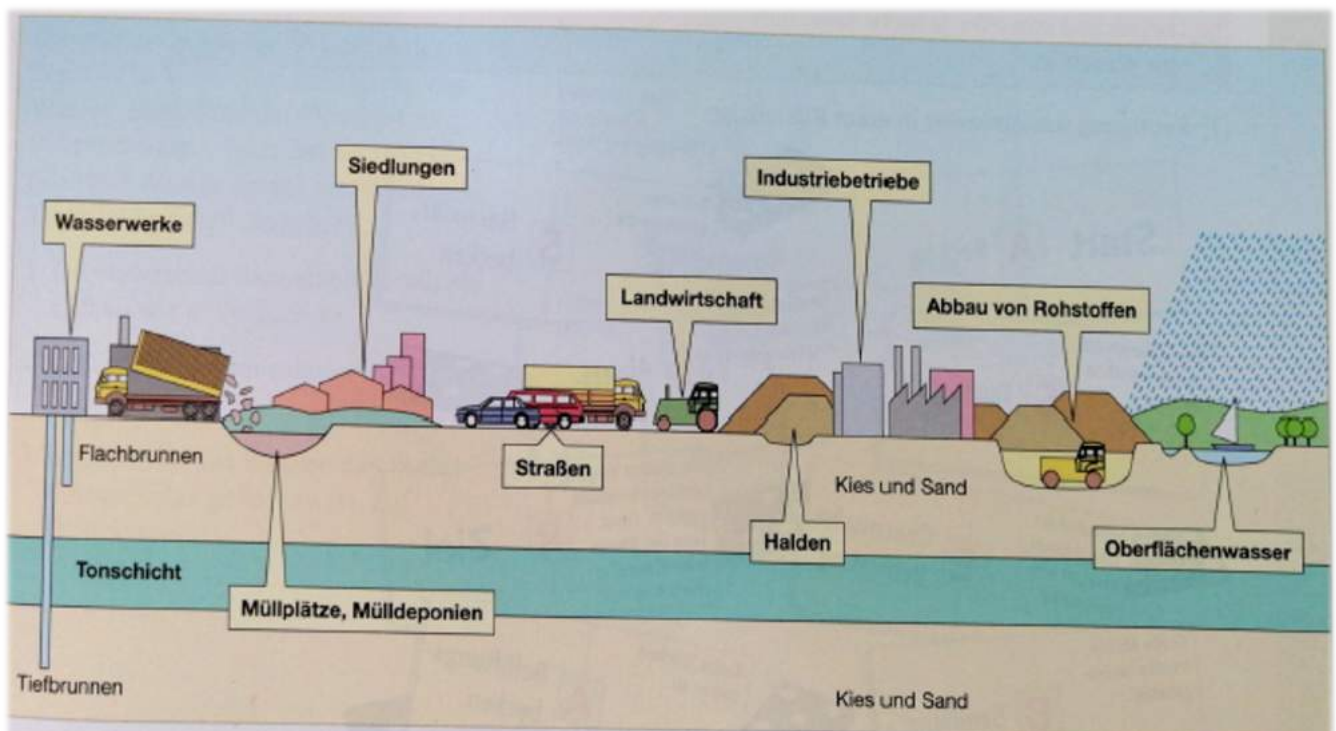 Siedlungen
Industriebetriebe
Wasserwerke
Landwirtschaft
Abbau von Rohstoffen
Flachbrunnen
Straßen
Kies und Sand
Halden
Oberflächenwasser
Tonschicht
Müllplätze, Mülldeponien
Tiefbrunnen
Kies und Sand